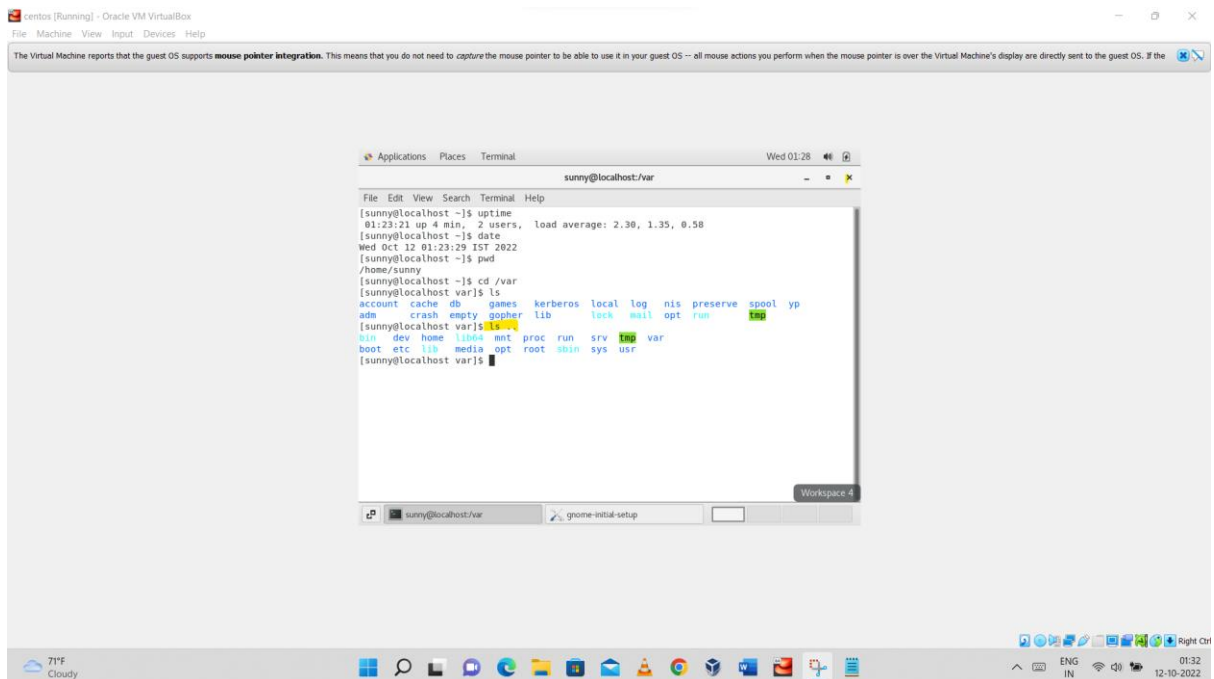 centos [Running] - Oracle VM VirtualBox
File Machine View Input Devices Help
The Virtual Machine reports that the guest OS supports mouse pointer integration. This means that you do not need to capture the mouse pointer to be able to use it in your guest OS -- all mouse actions you perform when the mouse pointer is over the Virtual Machine's display are directly sent to the guest OS. If the
Applications Places Terminal Wed 01:28
sunny@localhost:/var
File Edit View Search Terminal Help
[sunny@localhost ~]$ uptime
01:23:21 up 4 min, 2 users, load average: 2.30, 1.35, 0.58
[sunny@localhost ~]$ date
Wed Oct 12 01:23:29 IST 2022
[sunny@localhost ~]$ pwd
/home/sunny
[sunny@localhost ~]$ cd /var
[sunny@localhost var]$ ls
account cache db games kerberos local log nis preserve spool yp
adm crash empty gopher lib lock mail opt run tmp
[sunny@localhost var]$ ls ..
bin dev home lib64 mnt proc run srv tmp var
boot etc lib media opt root sbin sys usr
[sunny@localhost var]$
Workspace 4
sunny@localhost:/var gnome-initial-setup
Right Ctrl
71°F
Cloudy
ENG
IN
01:32
12-10-2022